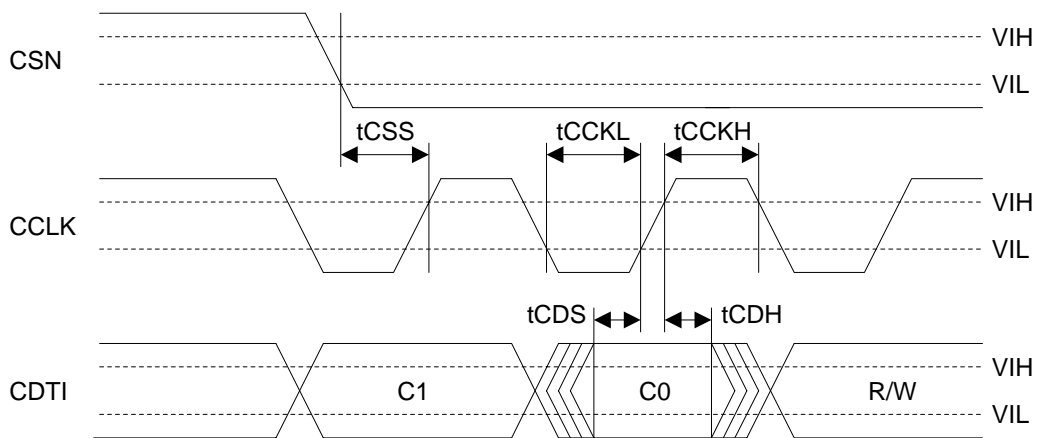 VIH
CSN
VIL
tCSS tCCKL tCCKH
VIH
CCLK
VIL
tCDS tCDH
VIH
CDTI C1 C0 R/W
VIL